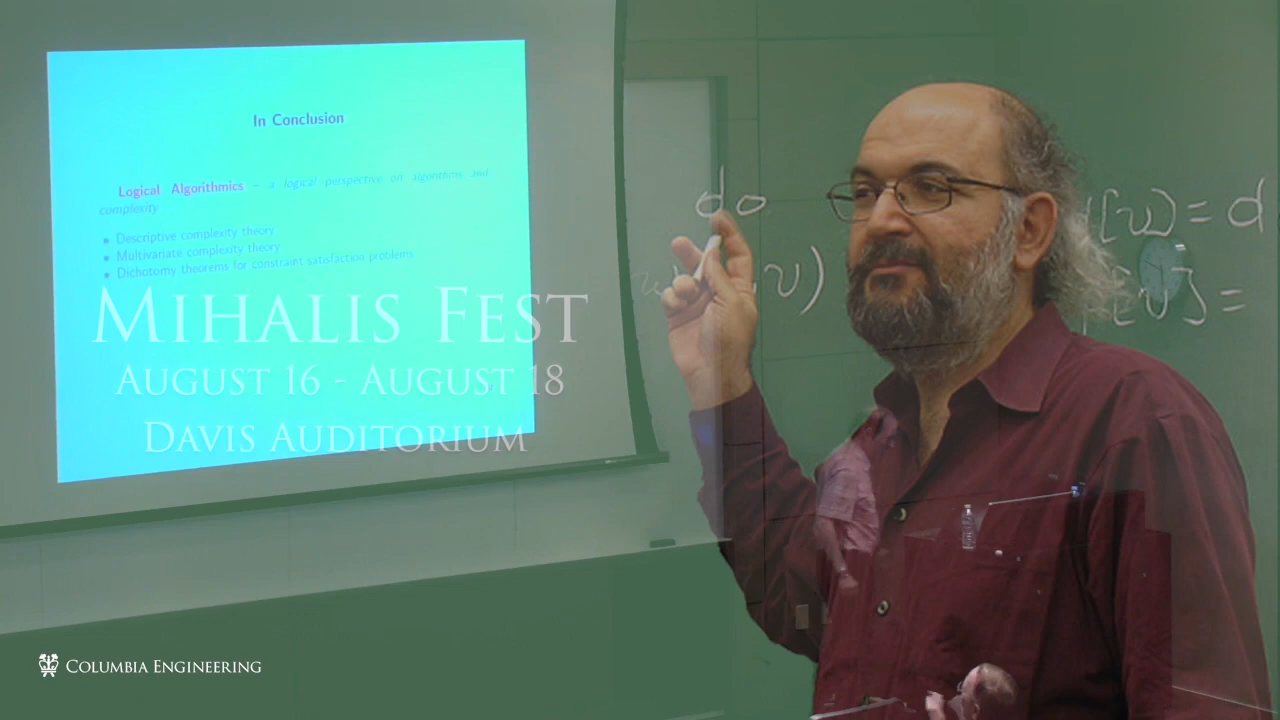 In Conclusion
Logical Algorithmics – a logical perspective on algorithms and
complexity
• Descriptive complexity theory
• Multivariate complexity theory
• Dichotomy theorems for constraint satisfaction problems
MIHALIS FEST
AUGUST 16 - AUGUST 18
DAVIS AUDITORIUM
do
[v] = d
v)
[v] =
COLUMBIA ENGINEERING